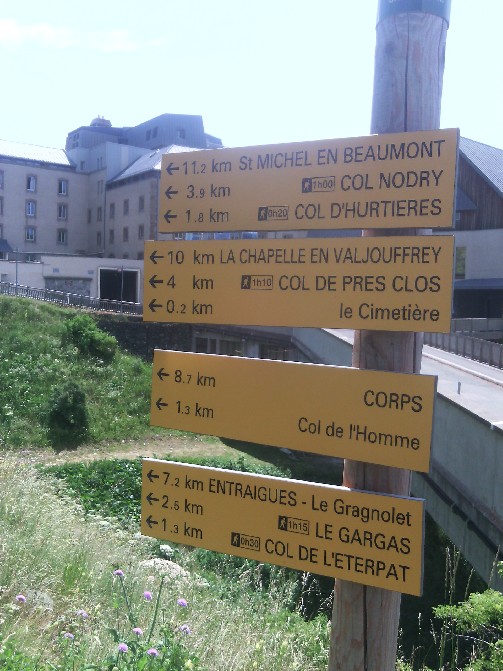 ← 11.2 km St MICHEL EN BEAUMONT
← 3.9 km 1h00 COL NODRY
← 1.8 km 0h20 COL D'HURTIERES
← 10 km LA CHAPELLE EN VALJOUFFREY
← 4 km 1h10 COL DE PRES CLOS
← 0.2 km le Cimetière
← 8.7 km CORPS
← 1.3 km Col de l'Homme
← 7.2 km ENTRAIGUES - Le Gragnolet
← 2.5 km 1h15 LE GARGAS
← 1.3 km 0h30 COL DE L'ETERPAT